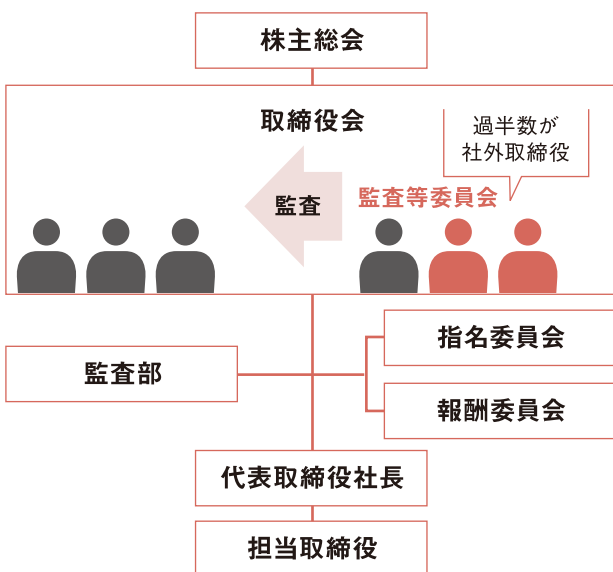 株主総会
取締役会
過半数が
社外取締役
監査等委員会
監査
指名委員会
監査部
報酬委員会
代表取締役社長
担当取締役